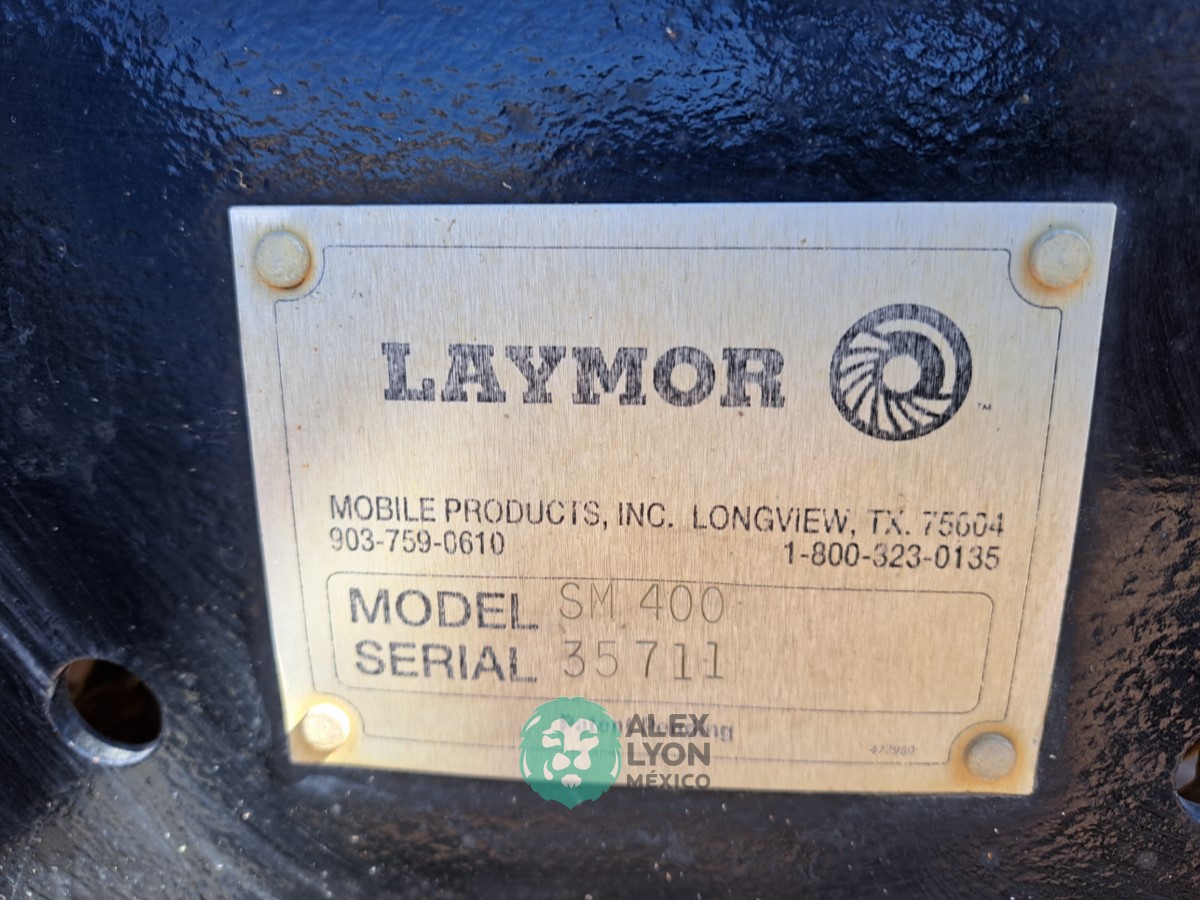 LAYMOR
TM
MOBILE PRODUCTS, INC. LONGVIEW, TX. 75604
903-759-0610 1-800-323-0135
MODEL SM 400
SERIAL 35711
ALEX
LYON
MÉXICO